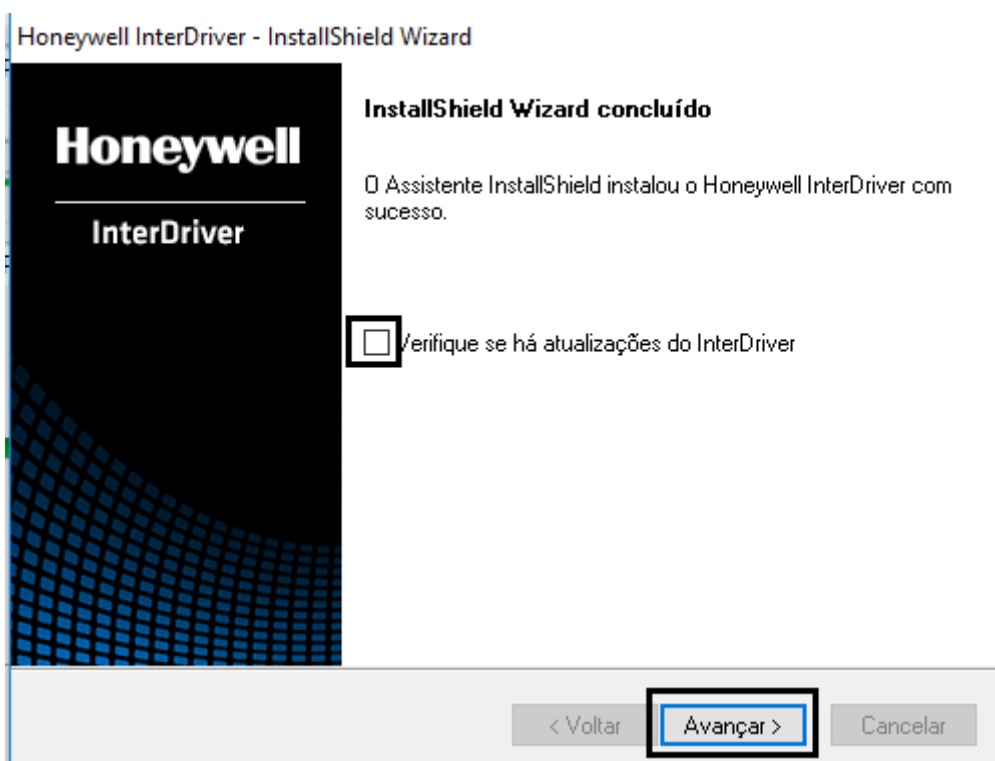 Honeywell InterDriver - InstallShield Wizard
Honeywell
InterDriver
InstallShield Wizard concluído
O Assistente InstallShield instalou o Honeywell InterDriver com
sucesso.
Verifique se há atualizações do InterDriver
< Voltar
Avançar >
Cancelar